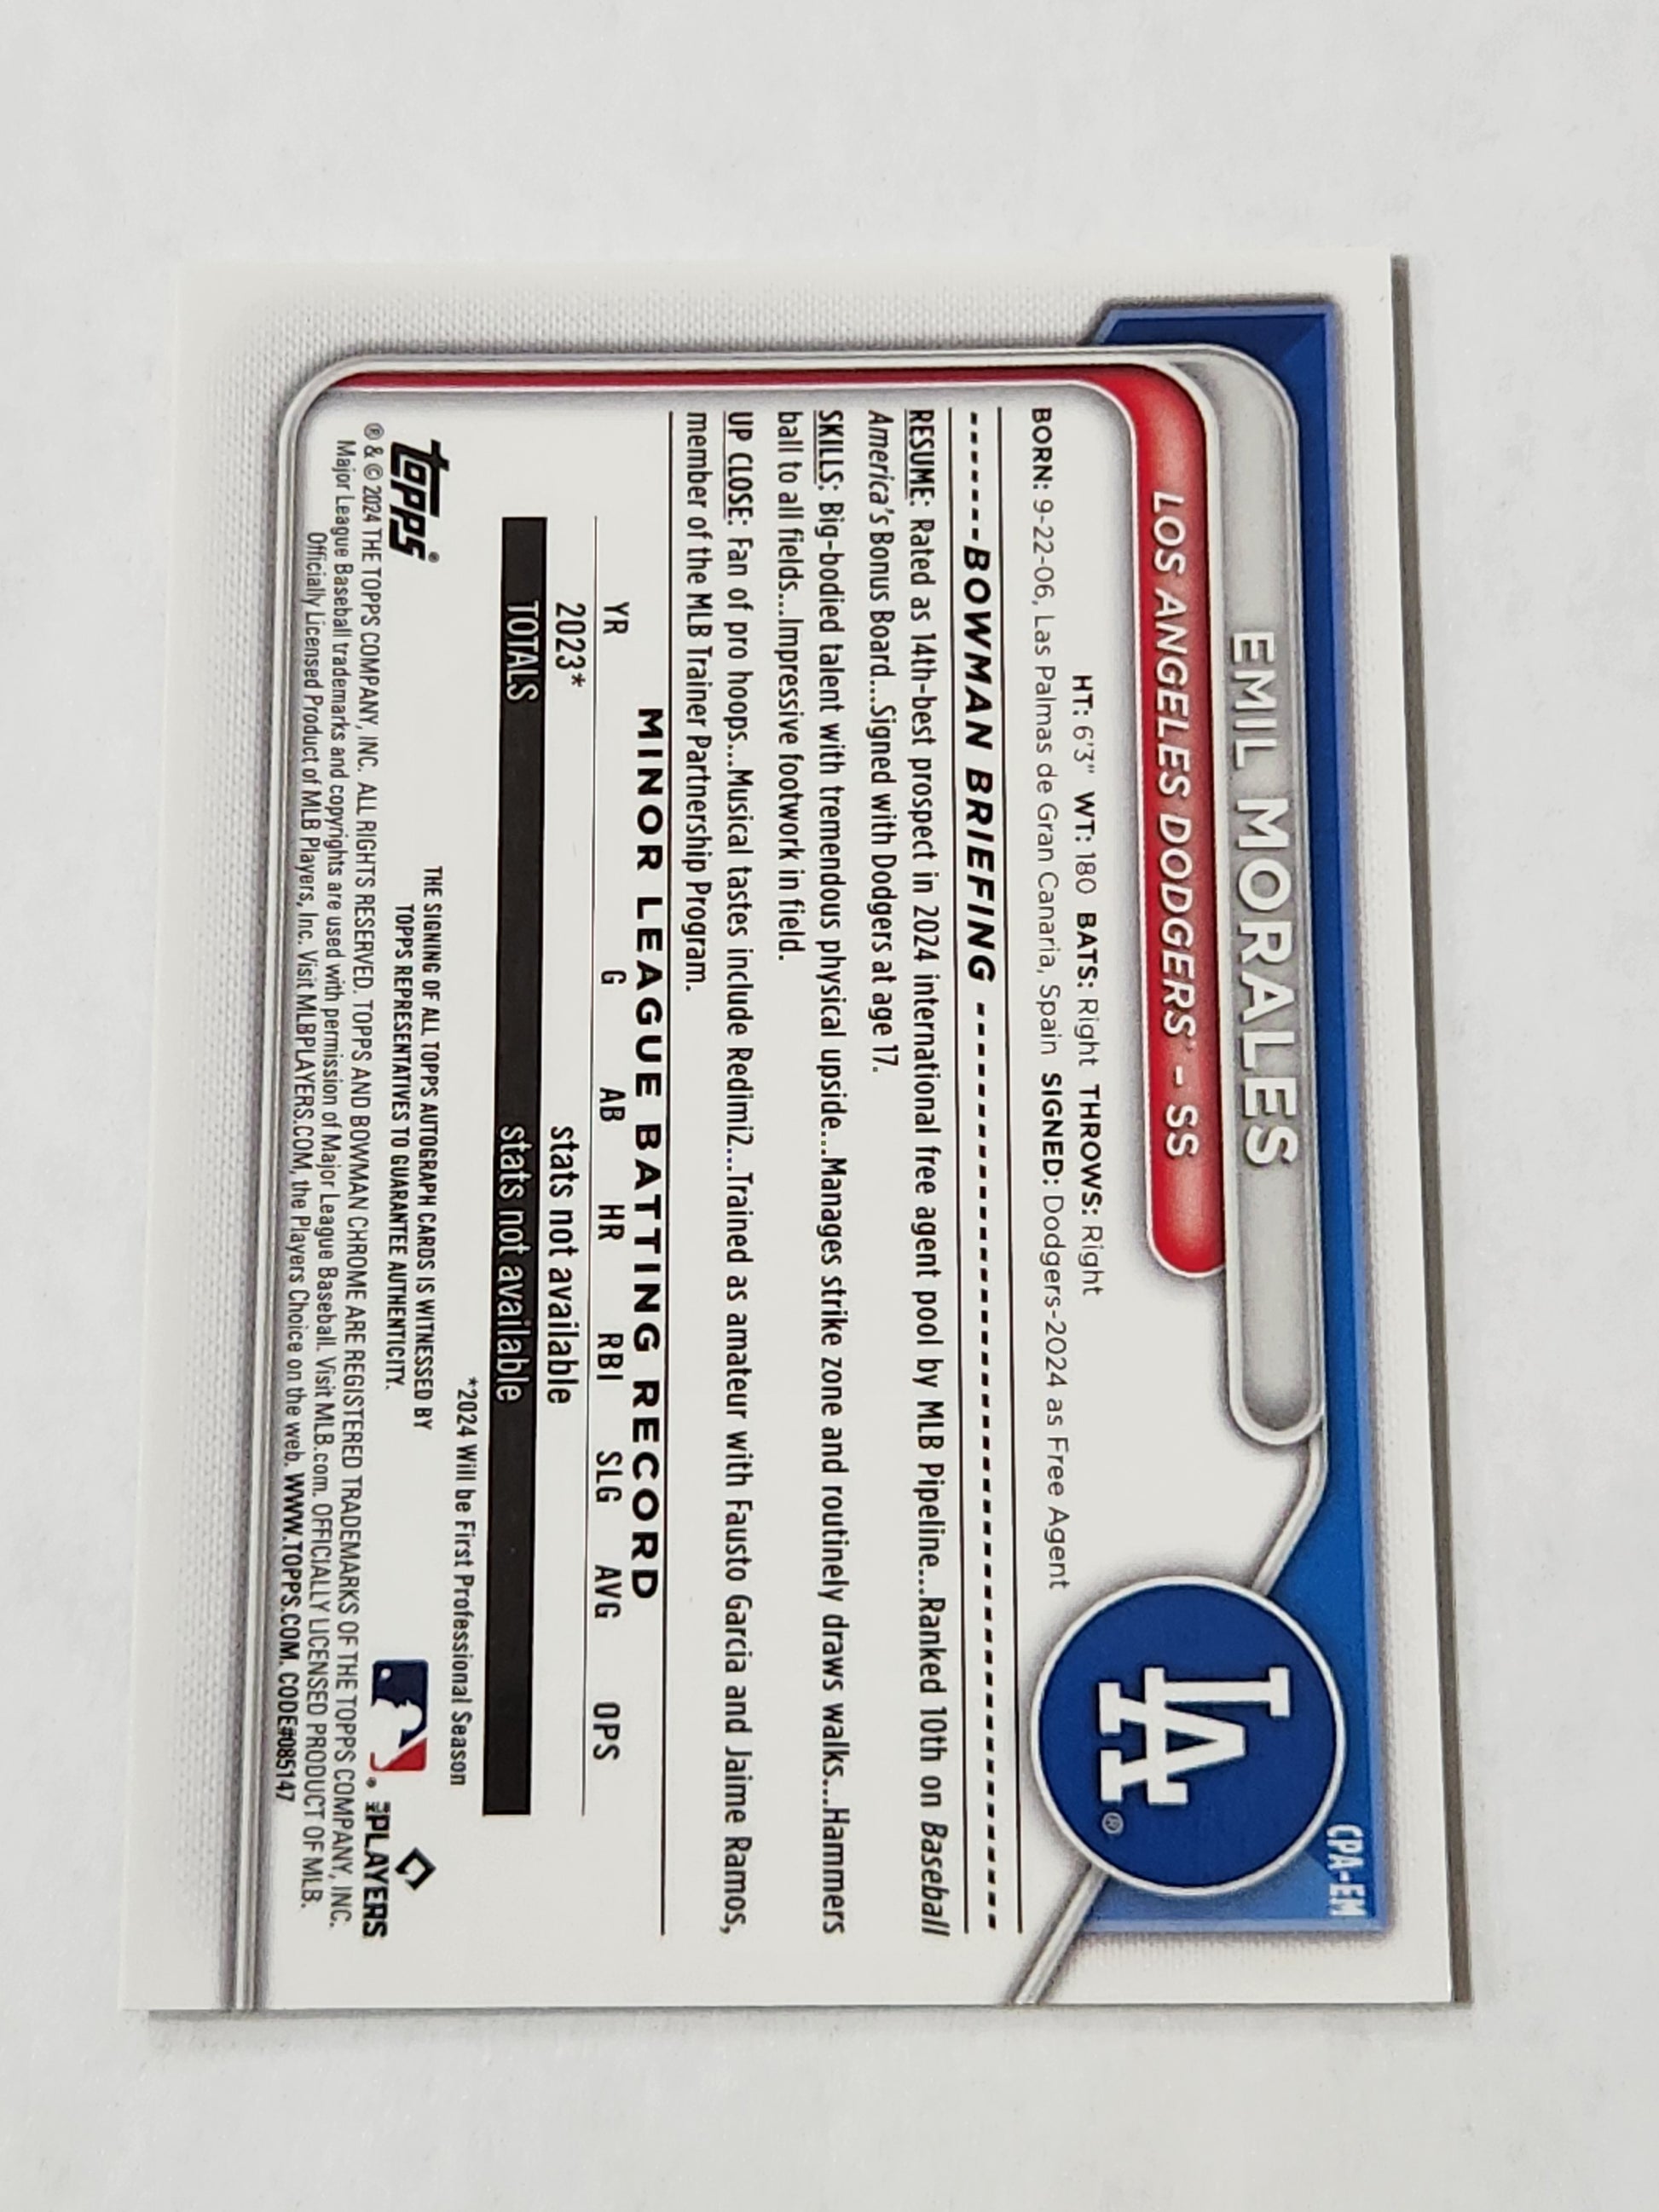 CPA-EM
EMIL MORALES
LOS ANGELES DODGERS® - SS
LA®
HT: 6'3" WT: 180 BATS: Right THROWS: Right
BORN: 9-22-06, Las Palmas de Gran Canaria, Spain SIGNED: Dodgers-2024 as Free Agent
------BOWMAN BRIEFING ------------------------------
RESUME: Rated as 14th-best prospect in 2024 international free agent pool by MLB Pipeline...Ranked 10th on Baseball
America's Bonus Board...Signed with Dodgers at age 17.
SKILLS: Big-bodied talent with tremendous physical upside...Manages strike zone and routinely draws walks...Hammers
ball to all fields...Impressive footwork in field.
UP CLOSE: Fan of pro hoops...Musical tastes include Redimi2...Trained as amateur with Fausto Garcia and Jaime Ramos,
member of the MLB Trainer Partnership Program.
MINOR LEAGUE BATTING RECORD
YR G AB HR RBI SLG AVG OPS
2023* stats not available
TOTALS stats not available
*2024 Will be First Professional Season
topps®
THE SIGNING OF ALL TOPPS AUTOGRAPH CARDS IS WITNESSED BY
TOPPS REPRESENTATIVES TO GUARANTEE AUTHENTICITY.
® THE PLAYERS
® & © 2024 THE TOPPS COMPANY, INC. ALL RIGHTS RESERVED. TOPPS AND BOWMAN CHROME ARE REGISTERED TRADEMARKS OF THE TOPPS COMPANY, INC.
Major League Baseball trademarks and copyrights are used with permission of Major League Baseball. Visit MLB.com. OFFICIALLY LICENSED PRODUCT OF MLB.
Officially Licensed Product of MLB Players, Inc. Visit MLBPLAYERS.COM, the Players Choice on the web. WWW.TOPPS.COM. CODE#085147